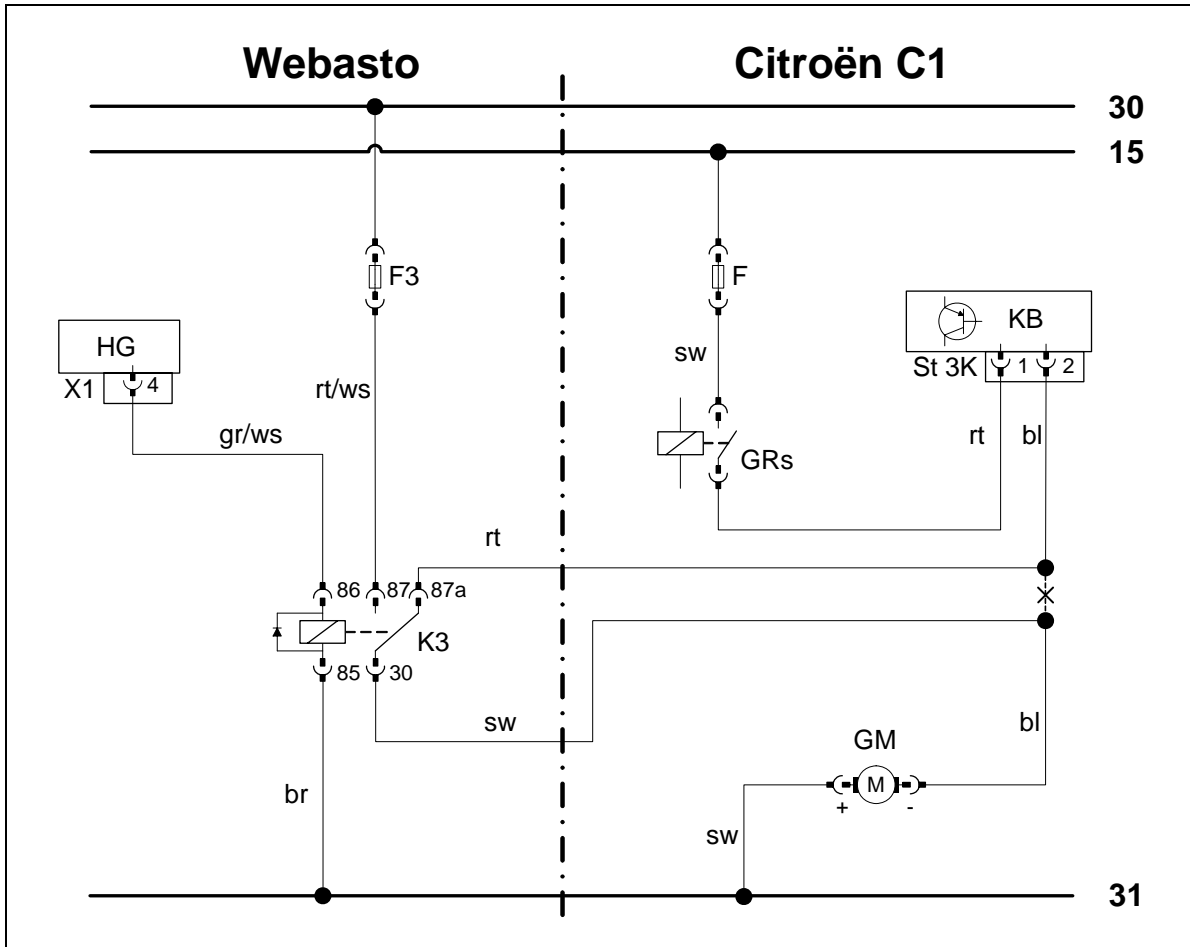 Webasto
Citroën C1
30
15
F3
F
HG
X1
4
KB
St 3K
1
2
sw
rt/ws
gr/ws
rt
bl
GRs
rt
86
87
87a
K3
85
30
sw
bl
GM
M
+
-
br
sw
31